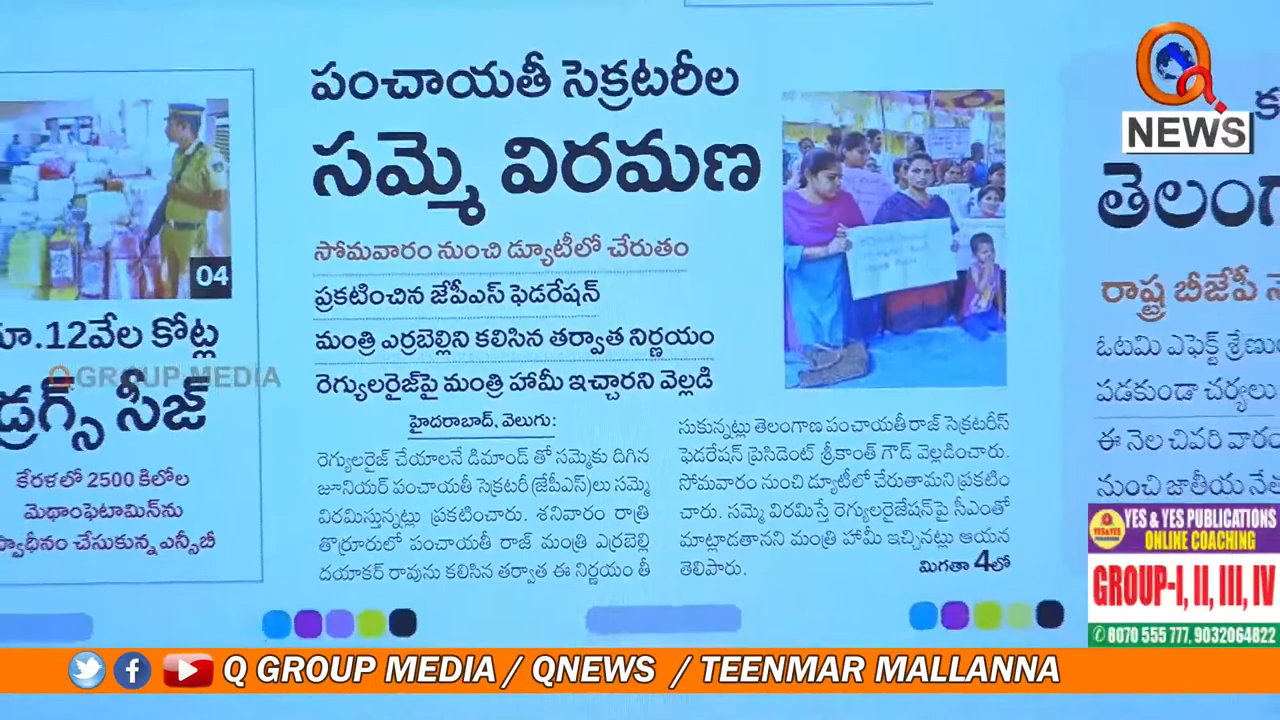 పంచాయతీ సెక్రటరీల
సమ్మె విరమణ
సోమవారం నుంచి డ్యూటీలో చేరుతం
ప్రకటించిన జేపీఎస్ ఫెడరేషన్
మంత్రి ఎర్రబెల్లిని కలిసిన తర్వాత నిర్ణయం
రెగ్యులరైజ్‌పై మంత్రి హామీ ఇచ్చారని వెల్లడి
హైదరాబాద్, వెలుగు:
రెగ్యులరైజ్ చేయాలనే డిమాండ్ తో సమ్మెకు దిగిన
జూనియర్ పంచాయతీ సెక్రటరీ (జేపీఎస్)లు సమ్మె
విరమిస్తున్నట్లు ప్రకటించారు. శనివారం రాత్రి
తొర్రూరులో పంచాయతీ రాజ్ మంత్రి ఎర్రబెల్లి
దయాకర్ రావును కలిసిన తర్వాత ఈ నిర్ణయం తీ
సుకున్నట్లు తెలంగాణ పంచాయతీ రాజ్ సెక్రటరీస్
ఫెడరేషన్ ప్రెసిడెంట్ శ్రీకాంత్ గౌడ్ వెల్లడించారు.
సోమవారం నుంచి డ్యూటీలో చేరుతామని ప్రకటిం
చారు. సమ్మె విరమిస్తే రెగ్యులరైజేషన్‌పై సీఎంతో
మాట్లాడతానని మంత్రి హామీ ఇచ్చినట్లు ఆయన
తెలిపారు.
మిగతా 4లో
04
రూ.12వేల కోట్ల
డ్రగ్స్ సీజ్
కేరళలో 2500 కిలోల
మెథాంఫెటామిన్‌ను
స్వాధీనం చేసుకున్న ఎన్సీబీ
Q GROUP MEDIA
Q
NEWS
రాష్ట్ర బీజేపీ
ఓటమి ఎఫెక్ట్
పడకుండా చర్యలు
ఈ నెల చివరి
నుంచి జాతీయ
YES & YES PUBLICATIONS
ONLINE COACHING
GROUP-I, II, III, IV
8070 555 777, 9032064822
Q GROUP MEDIA / QNEWS / TEENMAR MALLANNA